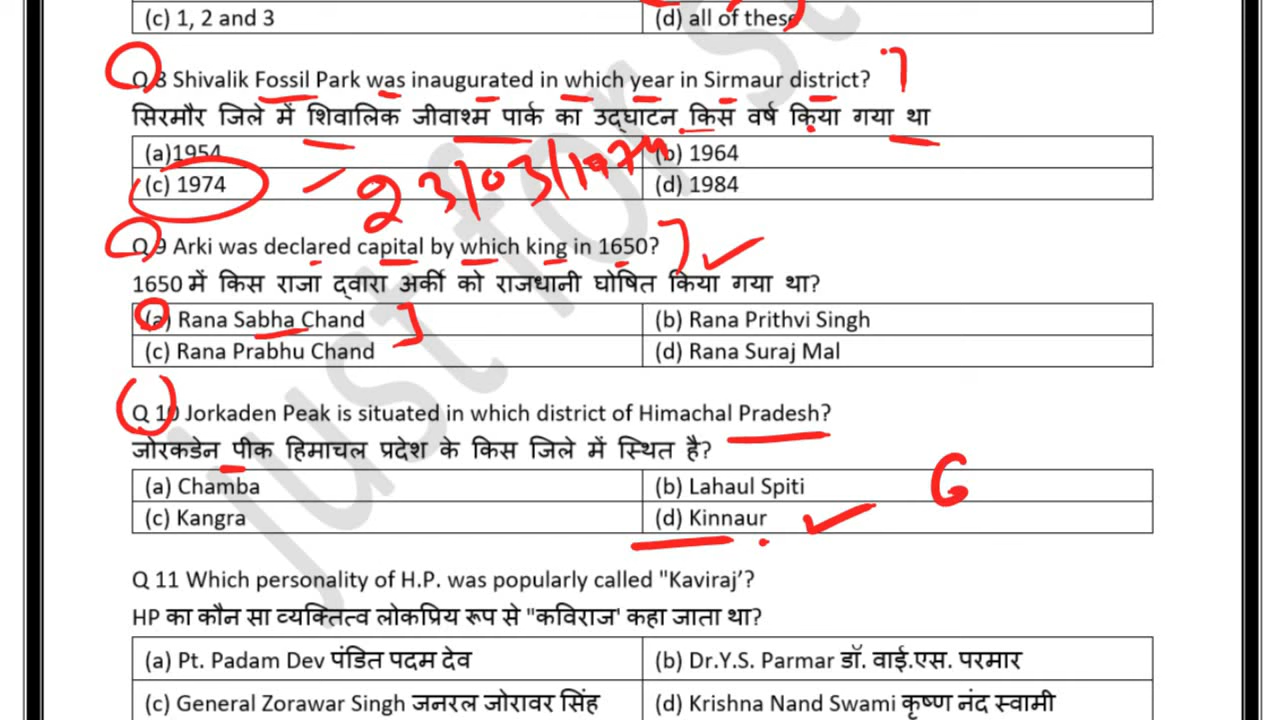 (c) 1, 2 and 3 (d) all of these
Q 8 Shivalik Fossil Park was inaugurated in which year in Sirmaur district?
सिरमौर जिले में शिवालिक जीवाश्म पार्क का उद्घाटन किस वर्ष किया गया था
(a)1954 (b) 1964
(c) 1974 (d) 1984
23/03/1974
Q 9 Arki was declared capital by which king in 1650?
1650 में किस राजा द्वारा अर्की को राजधानी घोषित किया गया था?
(a) Rana Sabha Chand (b) Rana Prithvi Singh
(c) Rana Prabhu Chand (d) Rana Suraj Mal
Q 10 Jorkaden Peak is situated in which district of Himachal Pradesh?
जोरकडेन पीक हिमाचल प्रदेश के किस जिले में स्थित है?
(a) Chamba (b) Lahaul Spiti
(c) Kangra (d) Kinnaur
Q 11 Which personality of H.P. was popularly called "Kaviraj’?
HP का कौन सा व्यक्तित्व लोकप्रिय रूप से "कविराज' कहा जाता था?
(a) Pt. Padam Dev पंडित पदम देव (b) Dr.Y.S. Parmar डॉ. वाई.एस. परमार
(c) General Zorawar Singh जनरल जोरावर सिंह (d) Krishna Nand Swami कृष्ण नंद स्वामी
just for s